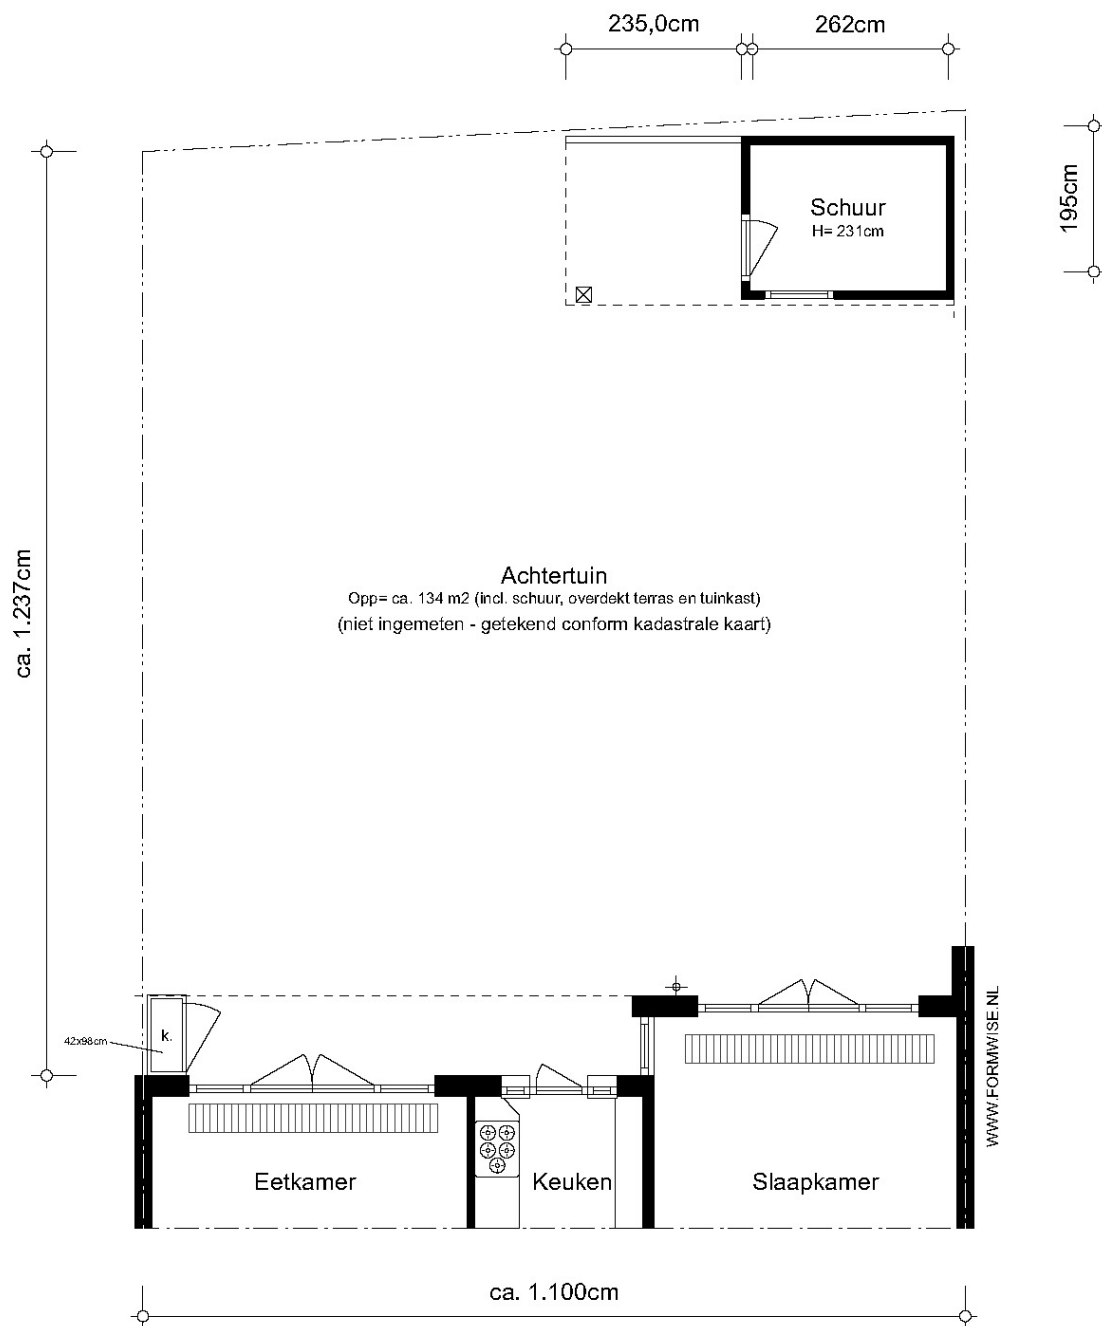 235,0cm
262cm
195cm
Schuur
H= 231cm
ca. 1.237cm
Achtertuin
Opp= ca. 134 m2 (incl. schuur, overdekt terras en tuinkast)
(niet ingemeten - getekend conform kadastrale kaart)
k.
42x98cm
WWW.FORMWISE.NL
Eetkamer
Keuken
Slaapkamer
ca. 1.100cm